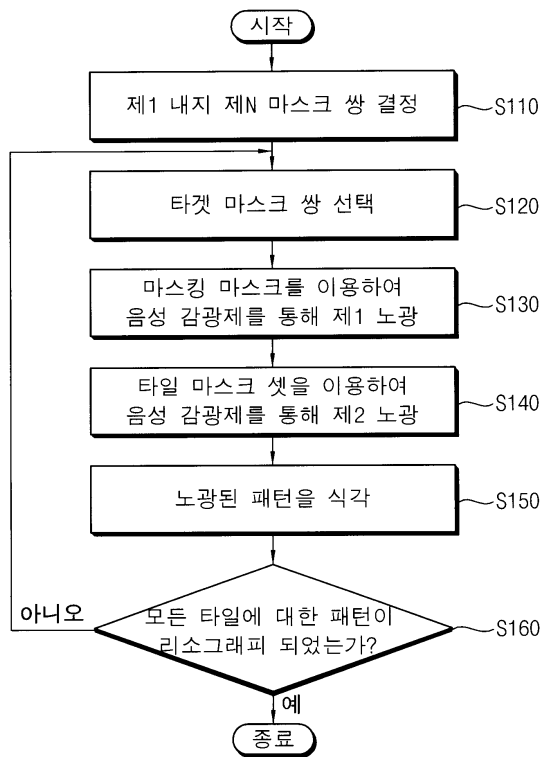 시작
제1 내지 제N 마스크 쌍 결정
S110
타겟 마스크 쌍 선택
S120
마스킹 마스크를 이용하여
음성 감광제를 통해 제1 노광
S130
타일 마스크 셋을 이용하여
음성 감광제를 통해 제2 노광
S140
노광된 패턴을 식각
S150
모든 타일에 대한 패턴이
리소그래피 되었는가?
S160
아니오
예
종료